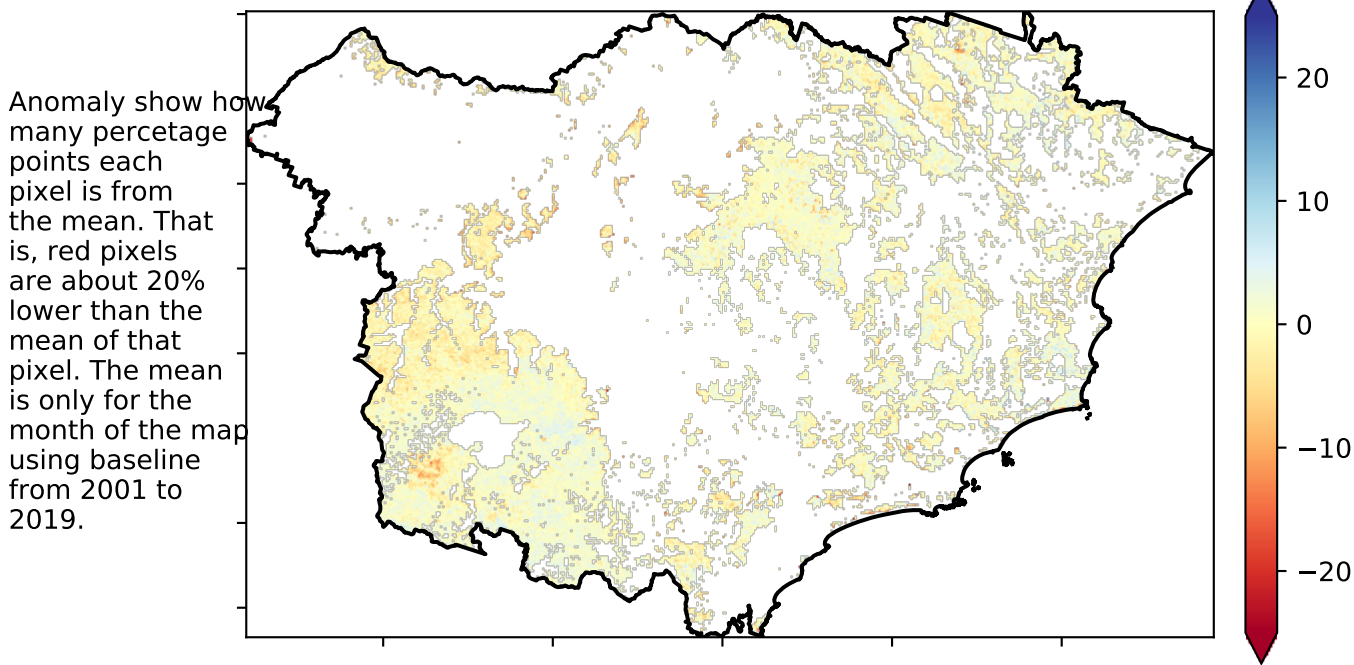 Anomaly show how
many percetage
points each
pixel is from
the mean. That
is, red pixels
are about 20%
lower than the
mean of that
pixel. The mean
is only for the
month of the map
using baseline
from 2001 to
2019.
20
10
0
−10
−20